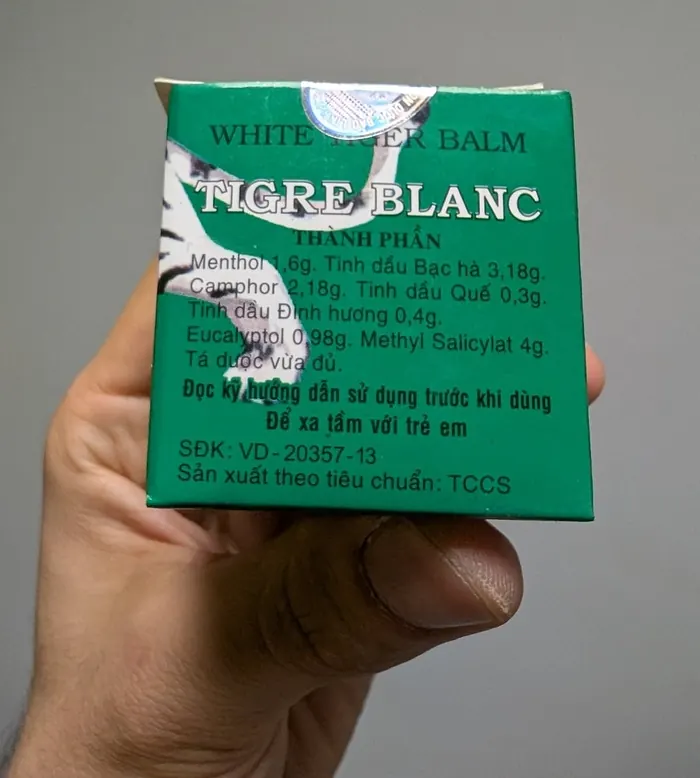 WHITE TIGER BALM
TIGRE BLANC
THÀNH PHẦN
Menthol 1,6g. Tinh dầu Bạc hà 3,18g.
Camphor 2,18g. Tinh dầu Quế 0,3g.
Tinh dầu Đinh hương 0,4g.
Eucalyptol 0,98g. Methyl Salicylat 4g.
Tá dược vừa đủ.
Đọc kỹ hướng dẫn sử dụng trước khi dùng
Để xa tầm với trẻ em
SĐK: VD-20357-13
Sản xuất theo tiêu chuẩn: TCCS